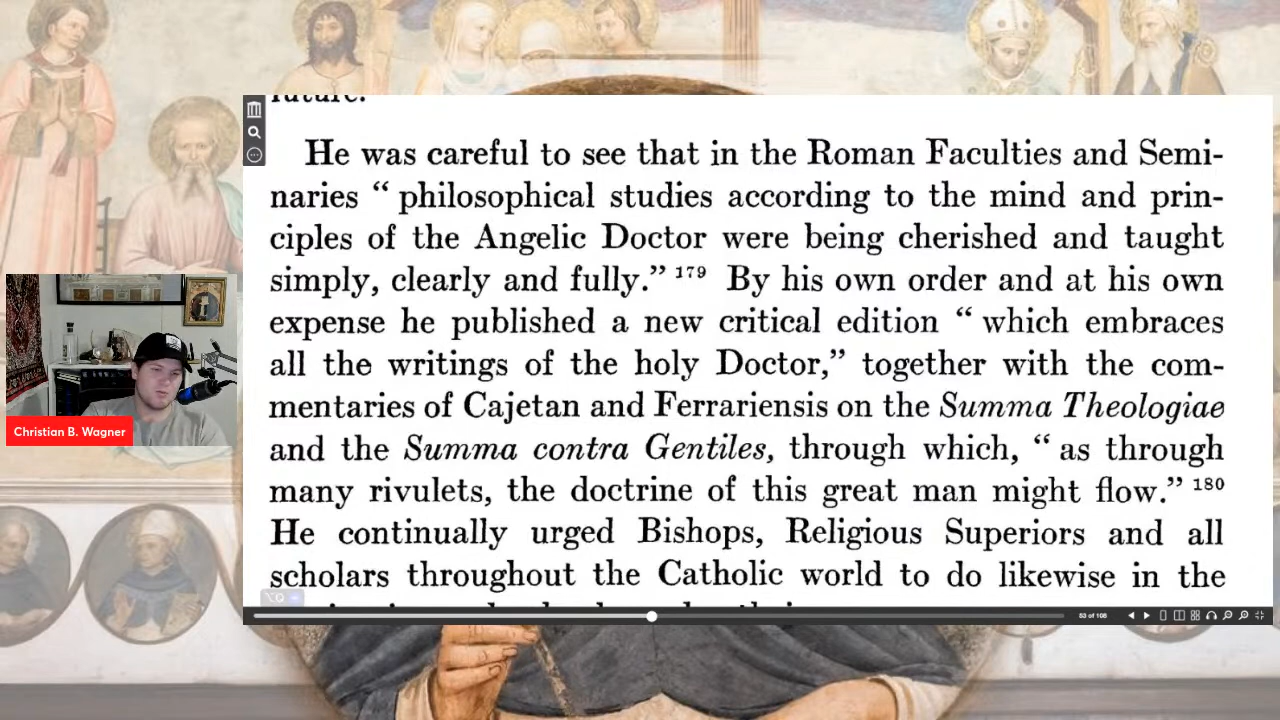 future.
He was careful to see that in the Roman Faculties and Semi-
naries “ philosophical studies according to the mind and prin-
ciples of the Angelic Doctor were being cherished and taught
simply, clearly and fully.” 179 By his own order and at his own
expense he published a new critical edition “ which embraces
all the writings of the holy Doctor,” together with the com-
mentaries of Cajetan and Ferrariensis on the Summa Theologiae
and the Summa contra Gentiles, through which, “ as through
many rivulets, the doctrine of this great man might flow.” 180
He continually urged Bishops, Religious Superiors and all
scholars throughout the Catholic world to do likewise in the
Christian B. Wagner
53 of 108